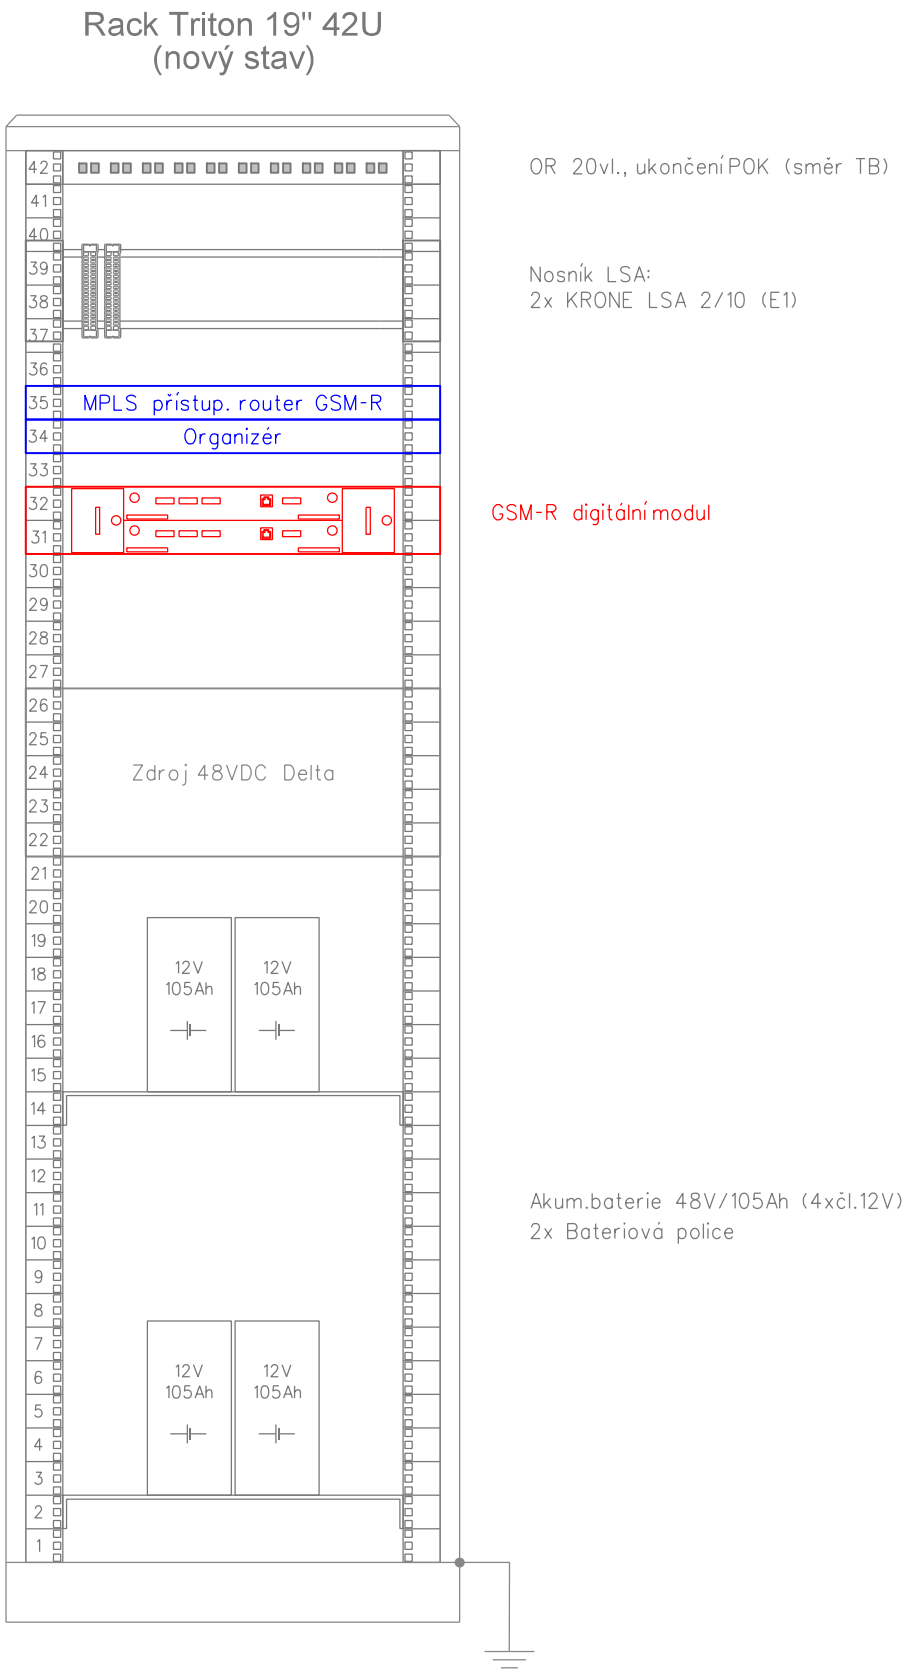 Rack Triton 19" 42U
(nový stav)
42
OR 20vl., ukončení POK (směr TB)
41
40
39
Nosník LSA:
38
2x KRONE LSA 2/10 (E1)
37
36
35
MPLS přístup. router GSM-R
34
Organizér
33
32
GSM-R digitální modul
31
30
29
28
27
26
25
24
Zdroj 48VDC Delta
23
22
21
20
19
18
12V
105Ah
12V
105Ah
17
16
15
14
13
12
11
Akum.baterie 48V/105Ah (4xčl.12V)
2x Bateriová police
10
9
8
7
6
12V
105Ah
12V
105Ah
5
4
3
2
1